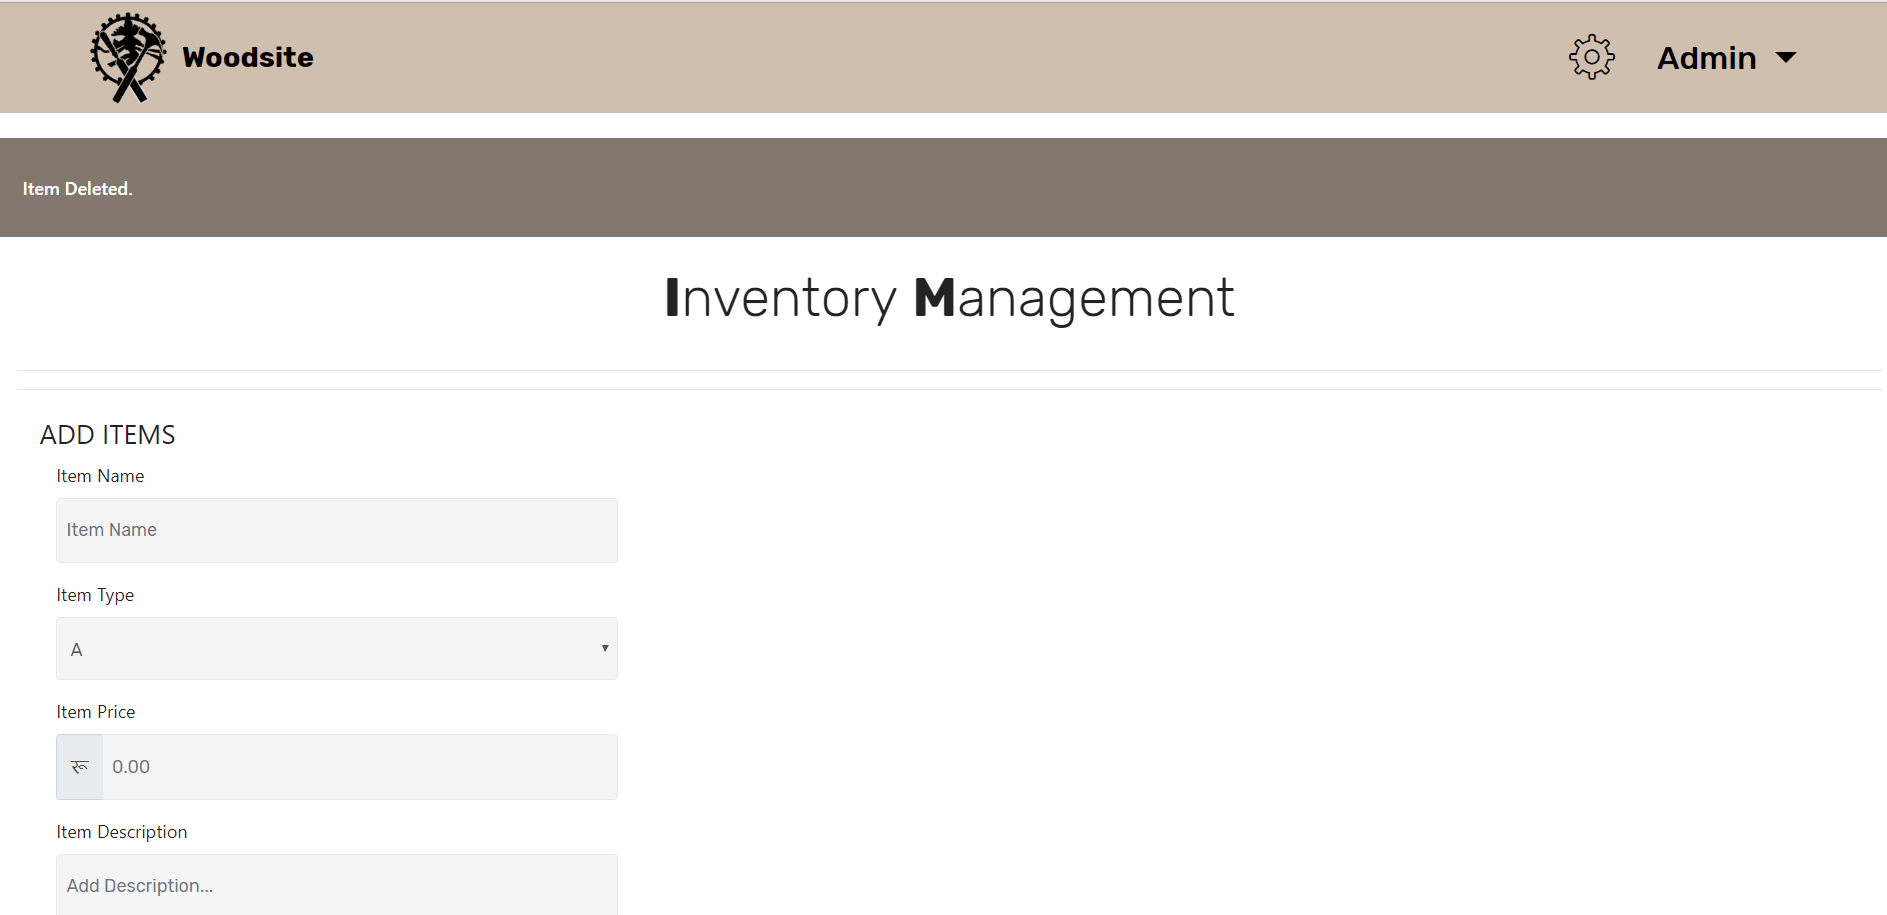 Woodsite
Admin
Item Deleted.
Inventory Management
ADD ITEMS
Item Name
Item Name
Item Type
A
Item Price
रू 0.00
Item Description
Add Description...